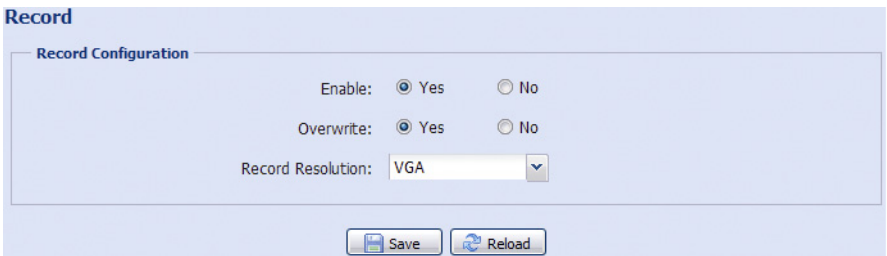 Record
Record Configuration
Enable: Yes No
Overwrite: Yes No
Record Resolution: VGA
Save Reload